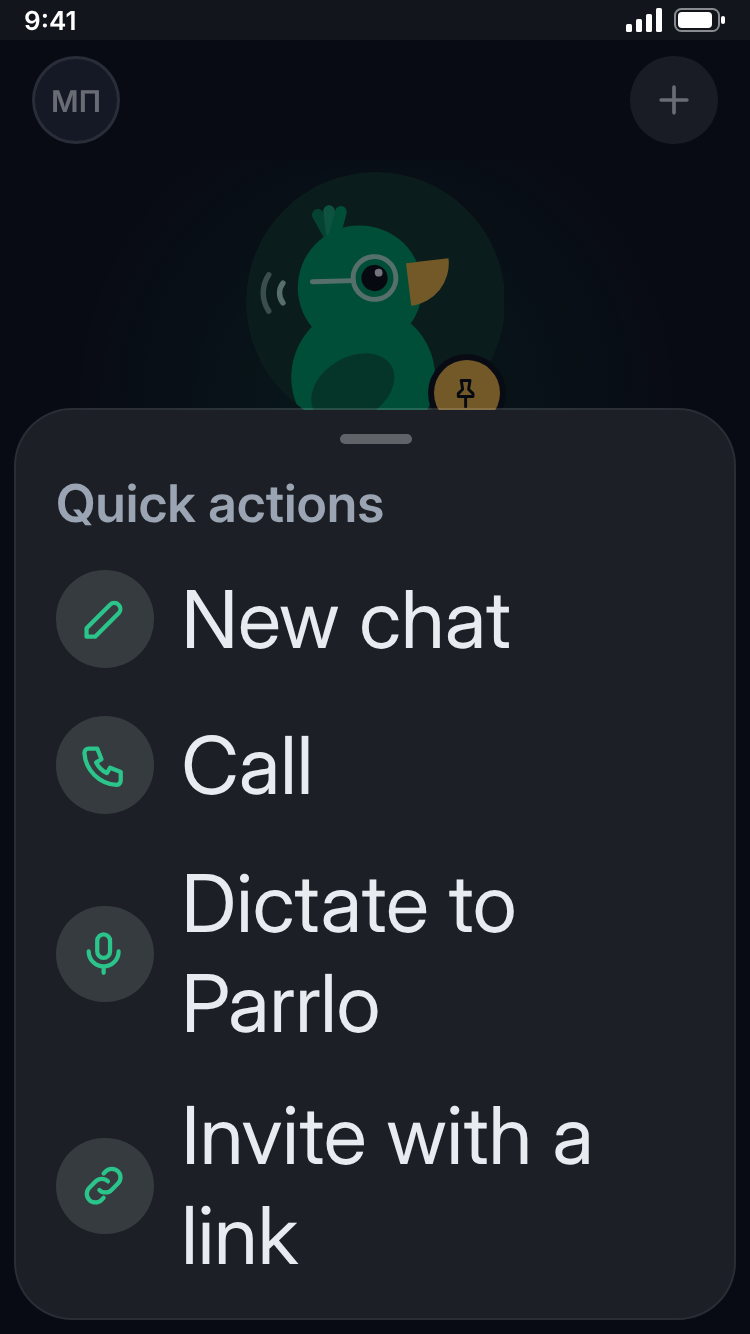 9:41
МП
Quick actions
New chat
Call
Dictate to
Parrlo
Invite with a
link